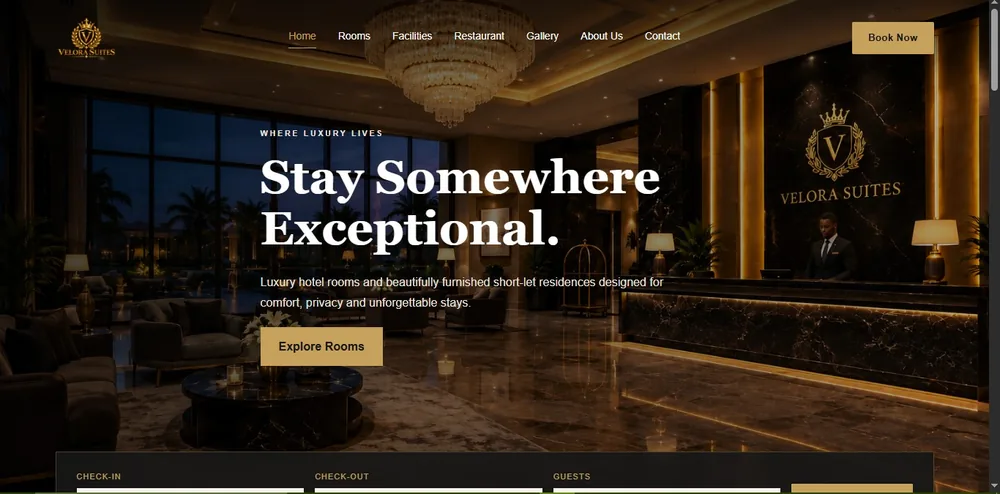 VELORA SUITES
Home Rooms Facilities Restaurant Gallery About Us Contact
Book Now
WHERE LUXURY LIVES
Stay Somewhere
Exceptional.
Luxury hotel rooms and beautifully furnished short-let residences designed for
comfort, privacy and unforgettable stays.
Explore Rooms
V
VELORA SUITES
CHECK-IN CHECK-OUT GUESTS